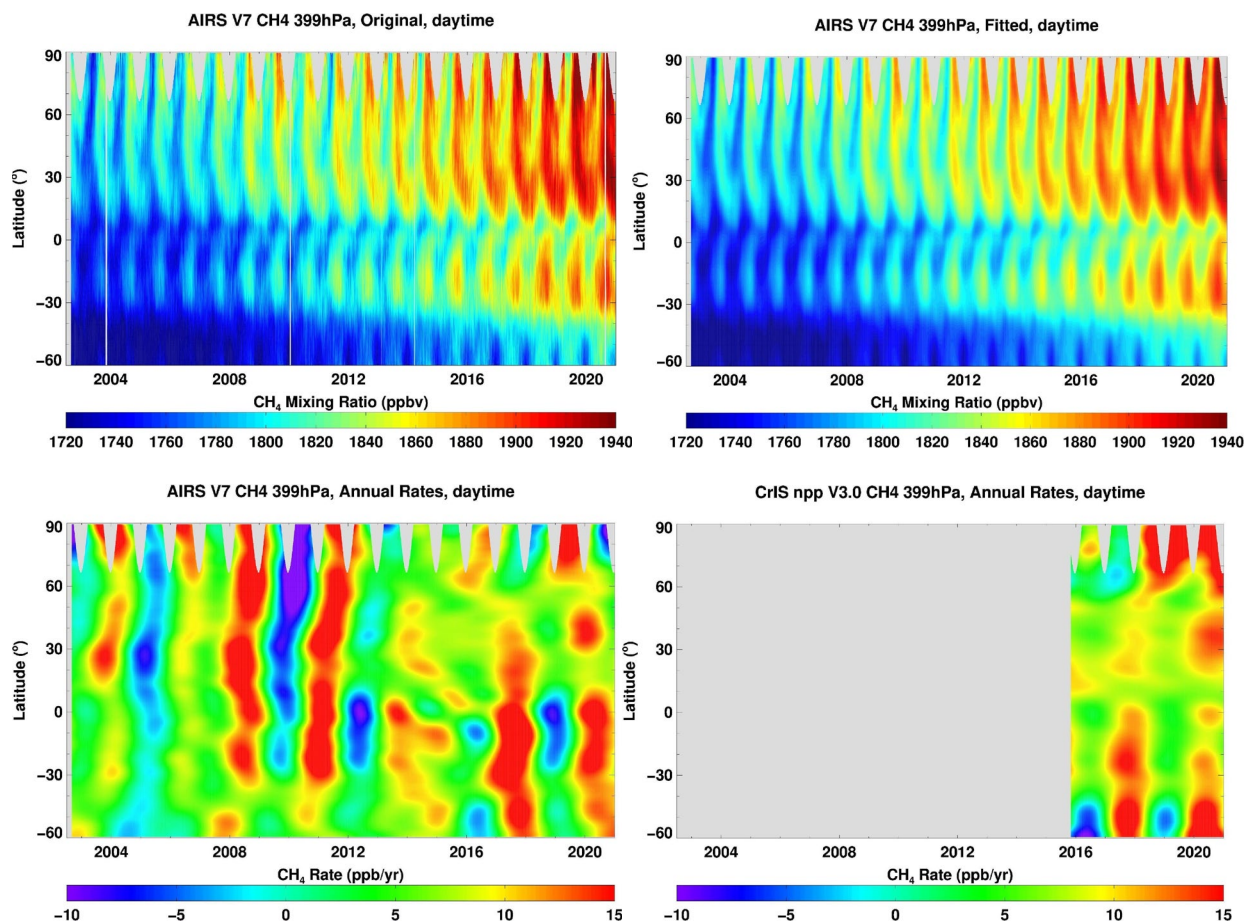 AIRS V7 CH4 399hPa, Original, daytime
90
60
30
0
−30
−60
Latitude (°)
2004 2008 2012 2016 2020
CH₄ Mixing Ratio (ppbv)
1720 1740 1760 1780 1800 1820 1840 1860 1880 1900 1920 1940
AIRS V7 CH4 399hPa, Fitted, daytime
90
60
30
0
−30
−60
Latitude (°)
2004 2008 2012 2016 2020
CH₄ Mixing Ratio (ppbv)
1720 1740 1760 1780 1800 1820 1840 1860 1880 1900 1920 1940
AIRS V7 CH4 399hPa, Annual Rates, daytime
90
60
30
0
−30
−60
Latitude (°)
2004 2008 2012 2016 2020
CH₄ Rate (ppb/yr)
−10 −5 0 5 10 15
CrIS npp V3.0 CH4 399hPa, Annual Rates, daytime
90
60
30
0
−30
−60
Latitude (°)
2004 2008 2012 2016 2020
CH₄ Rate (ppb/yr)
−10 −5 0 5 10 15